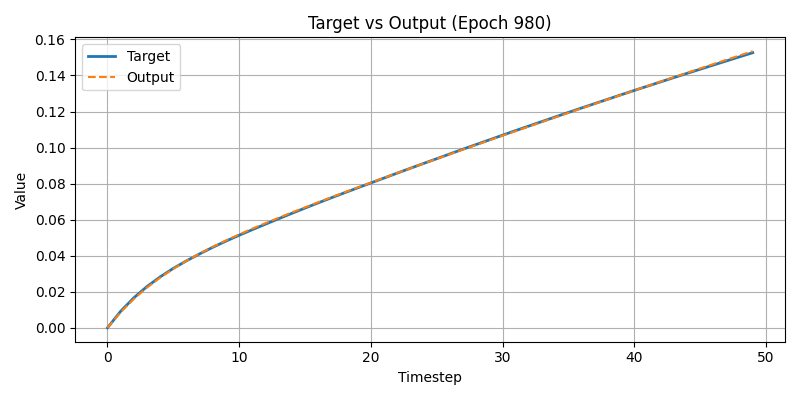 Target vs Output (Epoch 980)
Target
Output
Value
0.16
0.14
0.12
0.10
0.08
0.06
0.04
0.02
0.00
0 10 20 30 40 50
Timestep